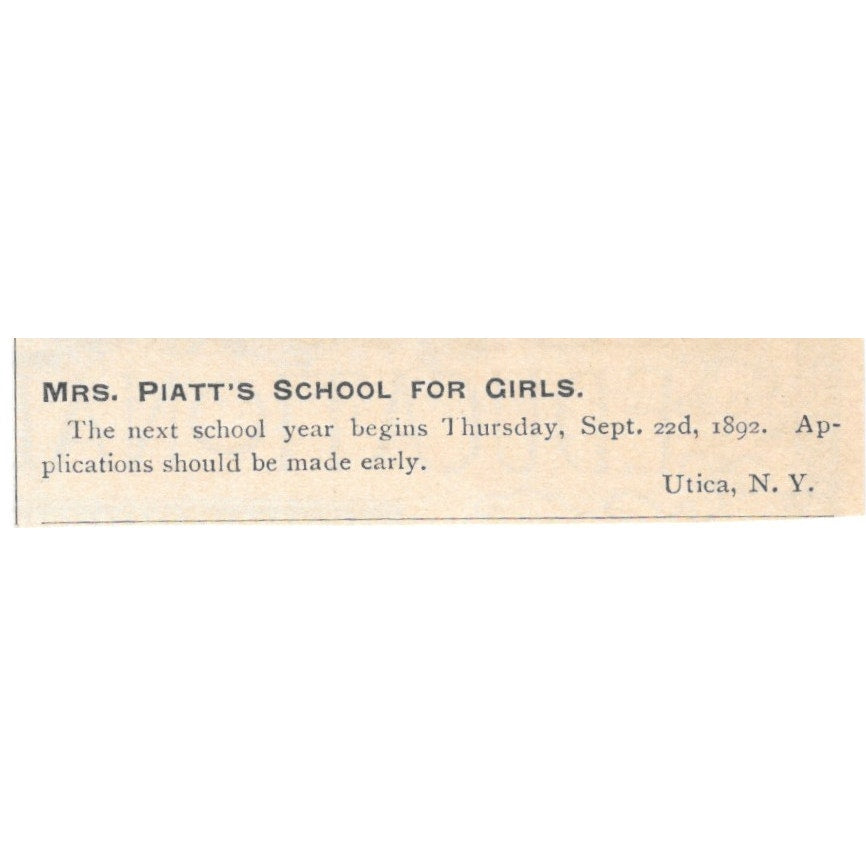 MRS. PIATT'S SCHOOL FOR GIRLS.
The next school year begins Thursday, Sept. 22d, 1892. Ap-
plications should be made early.
Utica, N. Y.